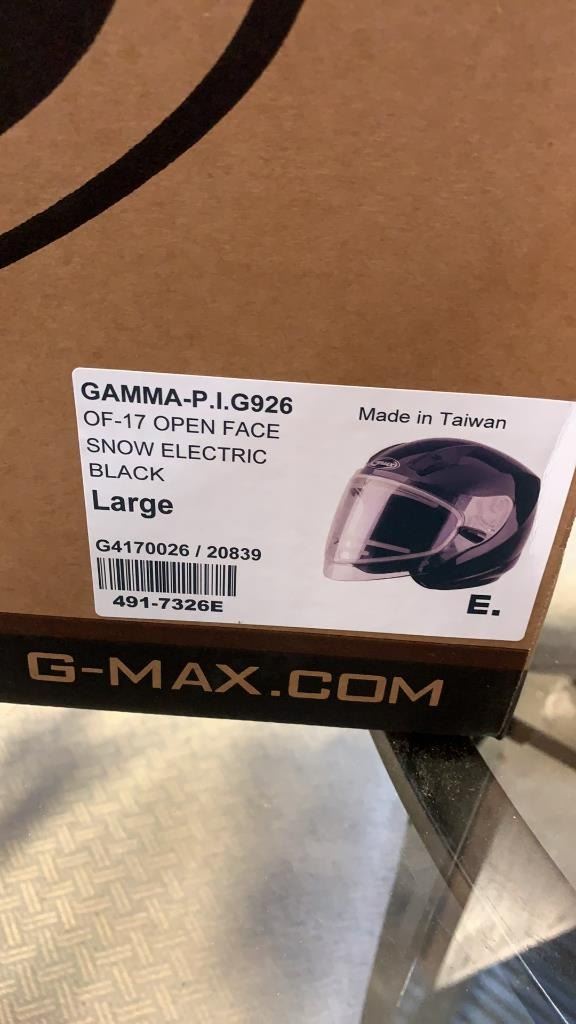 GAMMA-P.I.G926
OF-17 OPEN FACE
SNOW ELECTRIC
BLACK
Large
Made in Taiwan
GMAX
G4170026 / 20839
491-7326E
E.
G-MAX.COM